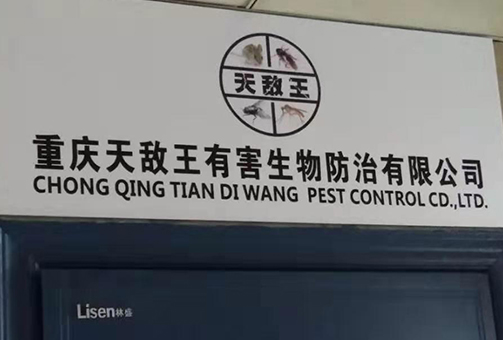 天敌王
重庆天敌王有害生物防治有限公司
CHONG QING TIAN DI WANG PEST CONTROL CD.,LTD.
Lisen林盛